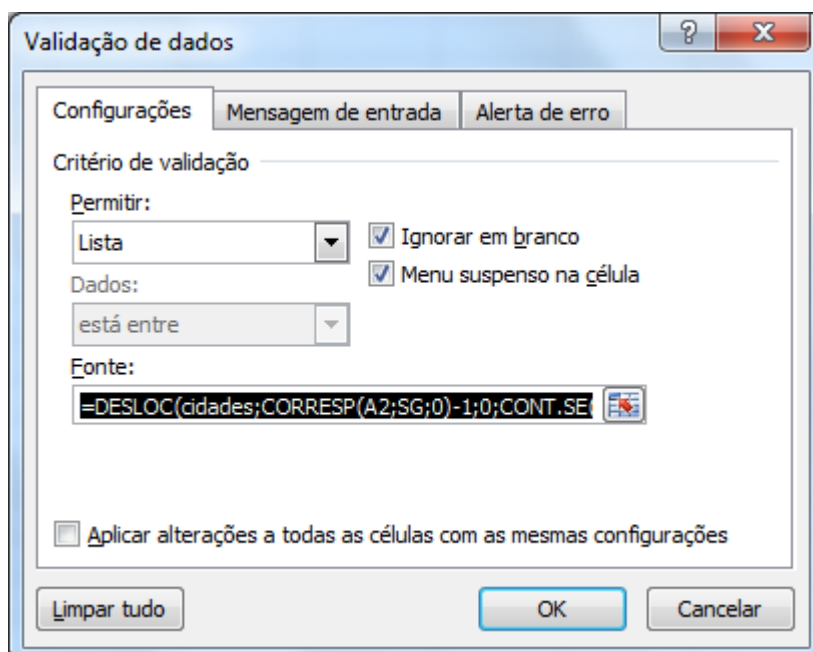 Validação de dados
Configurações
Mensagem de entrada
Alerta de erro
Critério de validação
Permitir:
Lista
Ignorar em branco
Menu suspenso na célula
Dados:
está entre
Fonte:
=DESLOC(cidades;CORRESP(A2;SG;0)-1;0;CONT.SE(
Aplicar alterações a todas as células com as mesmas configurações
Limpar tudo
OK
Cancelar